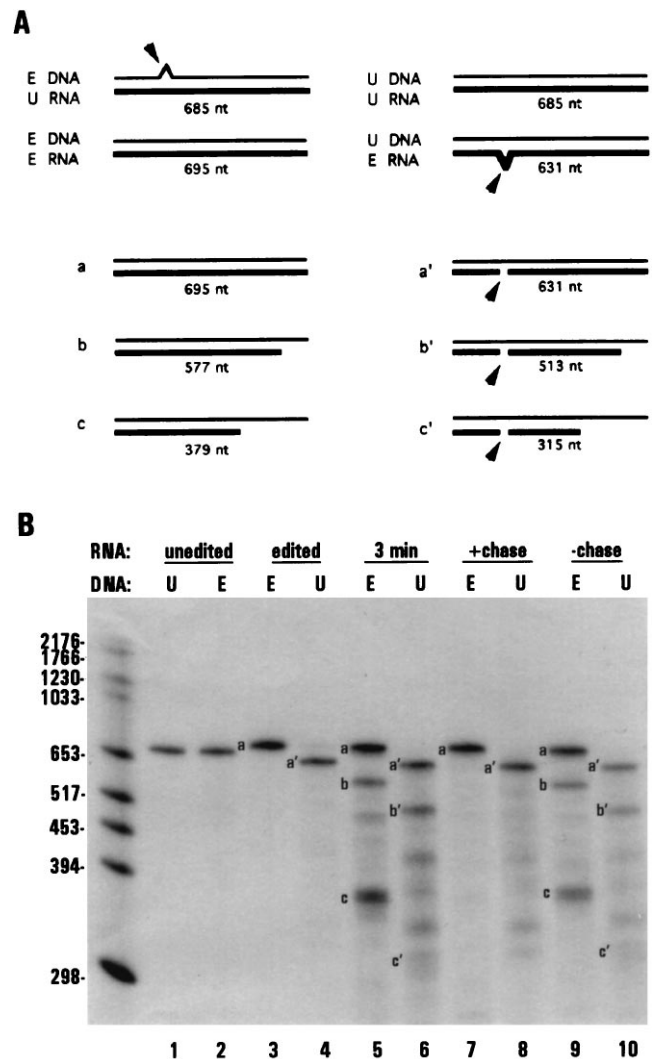 A
E DNA
U RNA
685 nt
U DNA
U RNA
685 nt
E DNA
E RNA
695 nt
U DNA
E RNA
631 nt
a
695 nt
a'
631 nt
b
577 nt
b'
513 nt
c
379 nt
c'
315 nt
B
RNA: unedited edited 3 min +chase -chase
DNA: U E E U E U E U E U
2176-
1766-
1230-
1033-
653-
517-
453-
394-
298-
a a' a a' a a' a a'
b b' b b'
c c
c' c'
1 2 3 4 5 6 7 8 9 10